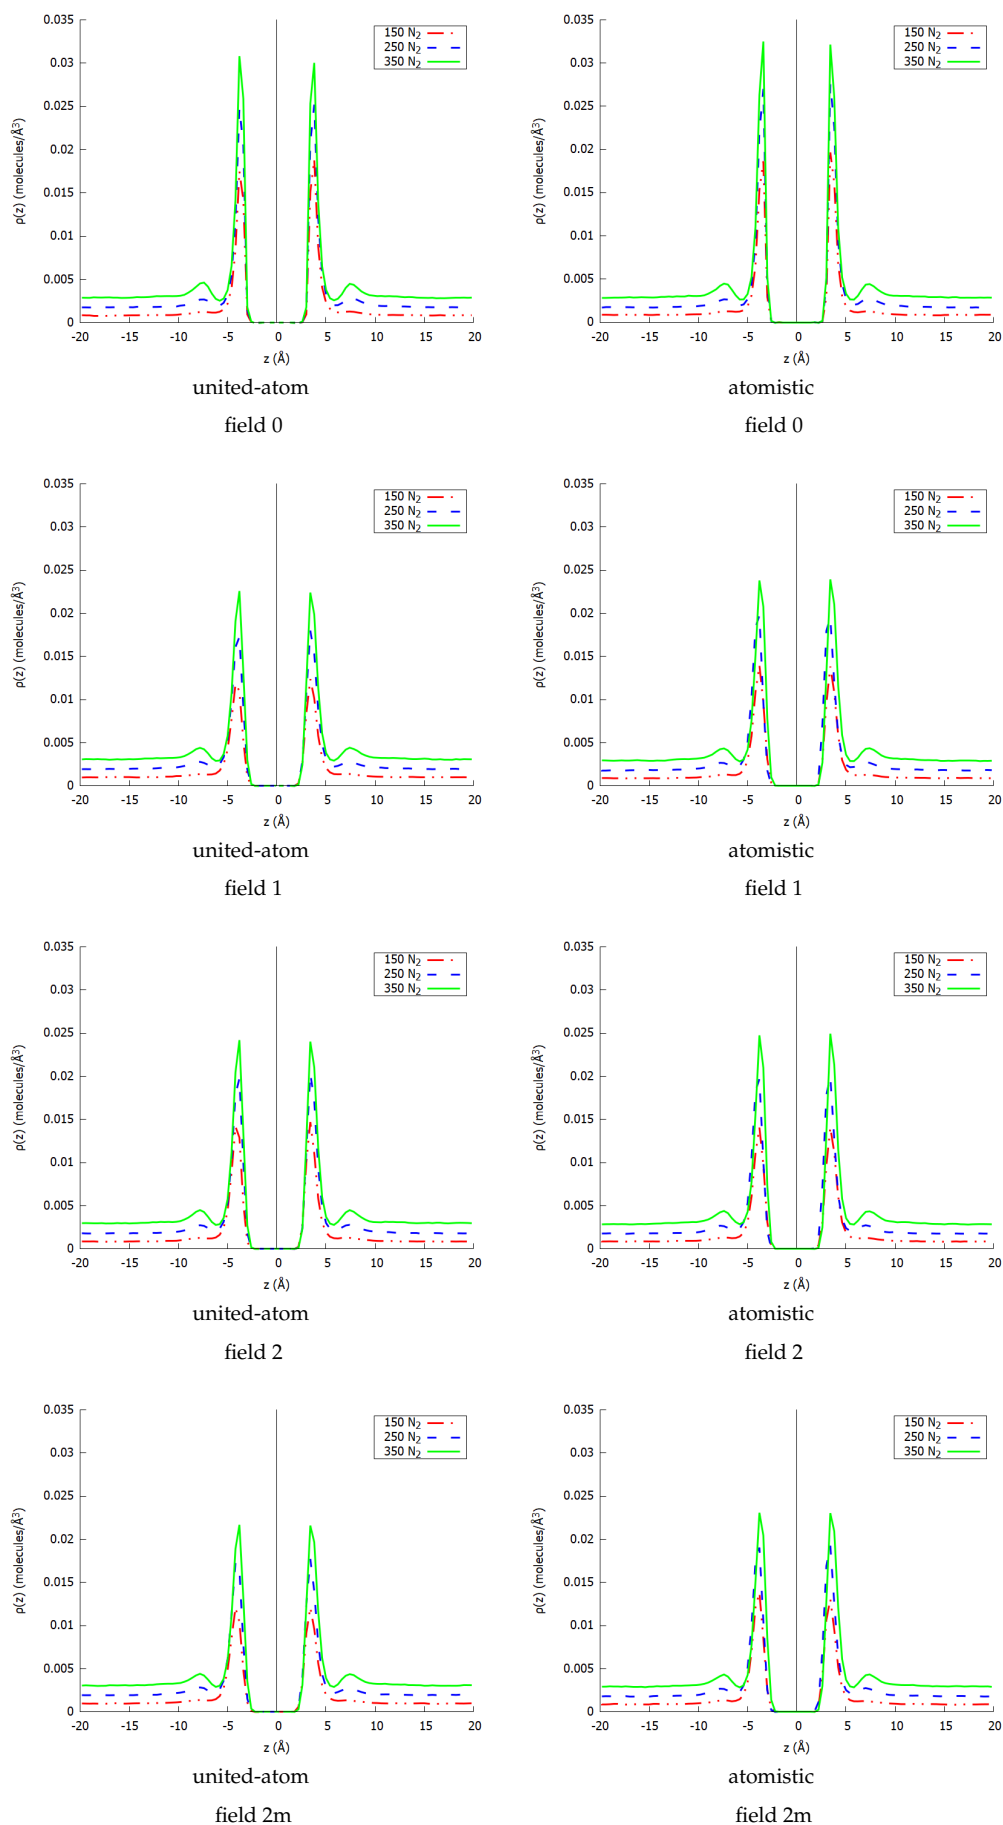 0.035
0.03
0.025
0.02
0.015
0.01
0.005
0
ρ(z) (molecules/Å³)
150 N₂
250 N₂
350 N₂
-20 -15 -10 -5 0 5 10 15 20
z (Å)
united-atom
field 0
0.035
0.03
0.025
0.02
0.015
0.01
0.005
0
ρ(z) (molecules/Å³)
150 N₂
250 N₂
350 N₂
-20 -15 -10 -5 0 5 10 15 20
z (Å)
atomistic
field 0
0.035
0.03
0.025
0.02
0.015
0.01
0.005
0
ρ(z) (molecules/Å³)
150 N₂
250 N₂
350 N₂
-20 -15 -10 -5 0 5 10 15 20
z (Å)
united-atom
field 1
0.035
0.03
0.025
0.02
0.015
0.01
0.005
0
ρ(z) (molecules/Å³)
150 N₂
250 N₂
350 N₂
-20 -15 -10 -5 0 5 10 15 20
z (Å)
atomistic
field 1
0.035
0.03
0.025
0.02
0.015
0.01
0.005
0
ρ(z) (molecules/Å³)
150 N₂
250 N₂
350 N₂
-20 -15 -10 -5 0 5 10 15 20
z (Å)
united-atom
field 2
0.035
0.03
0.025
0.02
0.015
0.01
0.005
0
ρ(z) (molecules/Å³)
150 N₂
250 N₂
350 N₂
-20 -15 -10 -5 0 5 10 15 20
z (Å)
atomistic
field 2
0.035
0.03
0.025
0.02
0.015
0.01
0.005
0
ρ(z) (molecules/Å³)
150 N₂
250 N₂
350 N₂
-20 -15 -10 -5 0 5 10 15 20
z (Å)
united-atom
field 2m
0.035
0.03
0.025
0.02
0.015
0.01
0.005
0
ρ(z) (molecules/Å³)
150 N₂
250 N₂
350 N₂
-20 -15 -10 -5 0 5 10 15 20
z (Å)
atomistic
field 2m